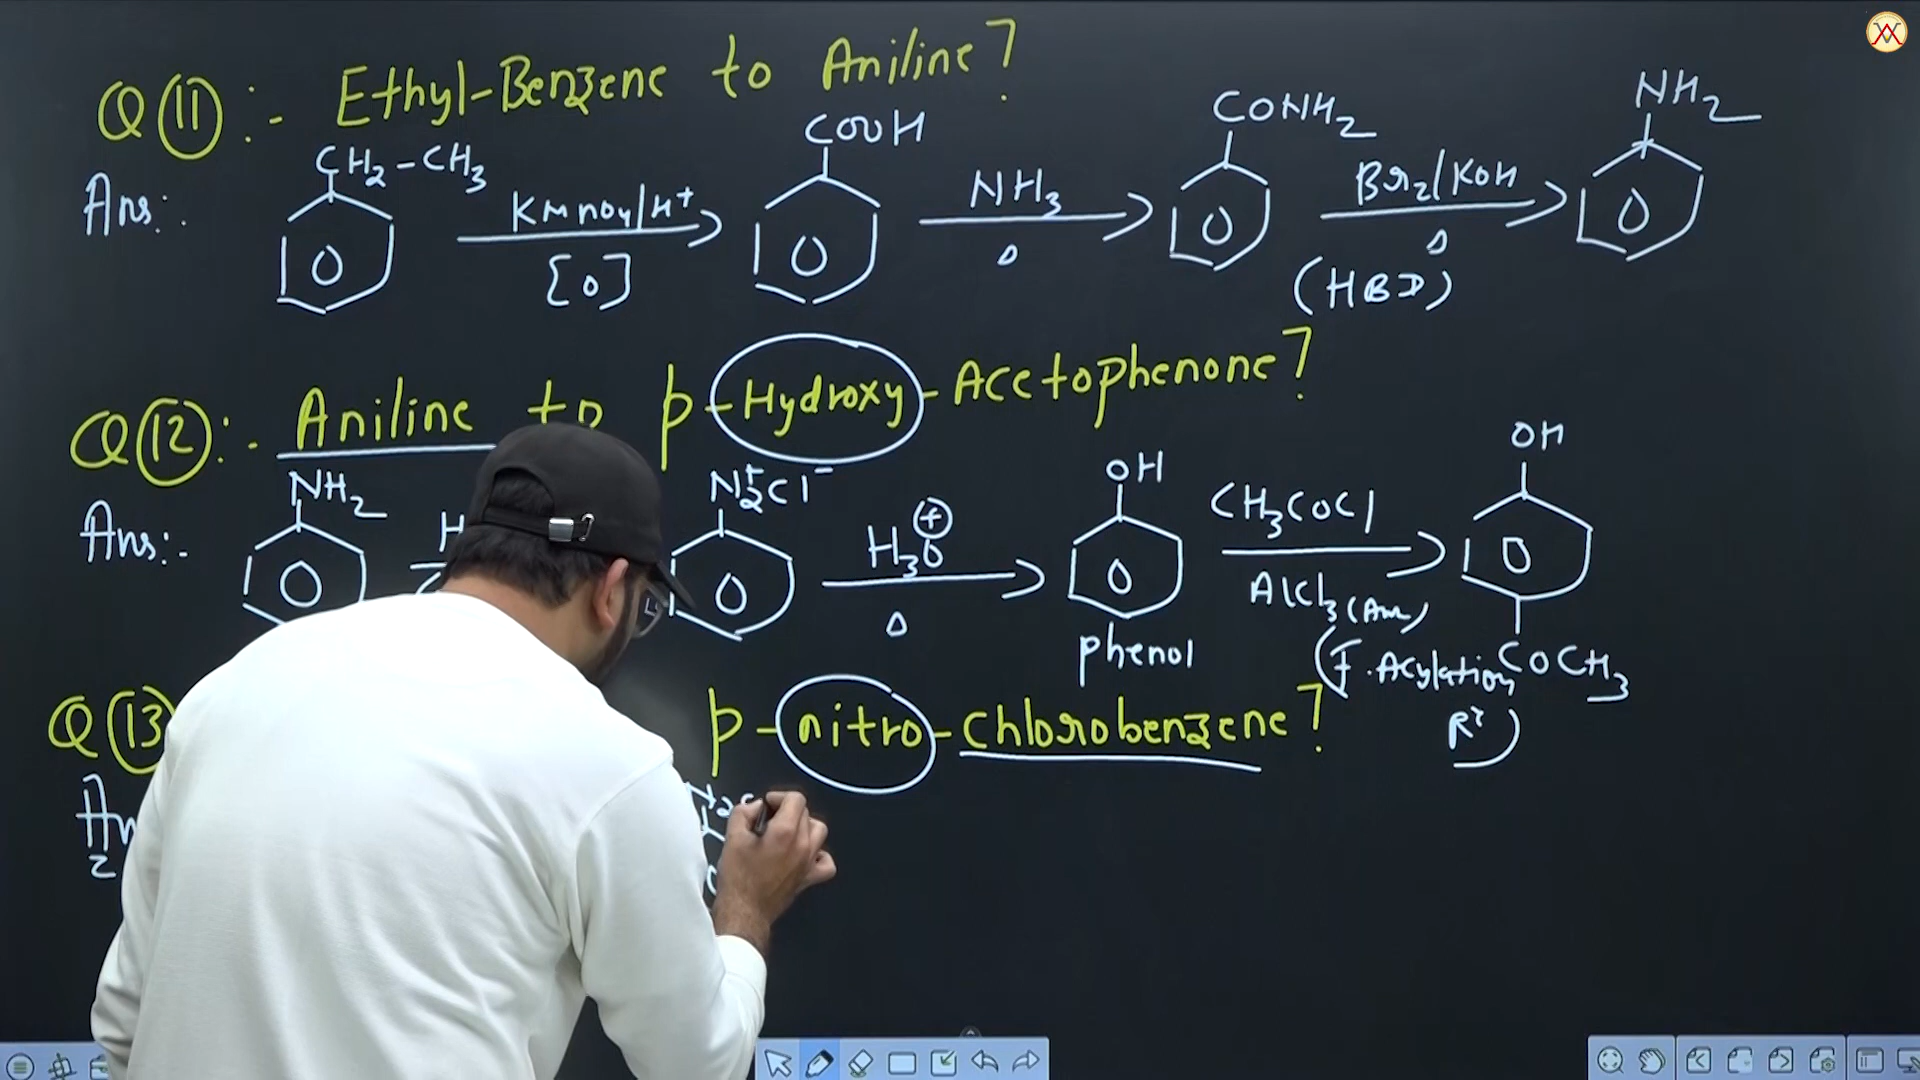 Q (11) :- Ethyl-Benzene to Aniline?
Ans:-
CH2-CH3
KMnO4/H+
[O]
COOH
NH3
Δ
CONH2
Br2/KOH
Δ
(HBD)
NH2
Q (12) :- Aniline to p-Hydroxy-Acetophenone?
Ans:-
NH2
N2+Cl-
H3O+
Δ
OH
phenol
CH3COCl
AlCl3
(F. Acylation
Rx)
OH
COCH3
Q (13
p-nitro-chlorobenzene?